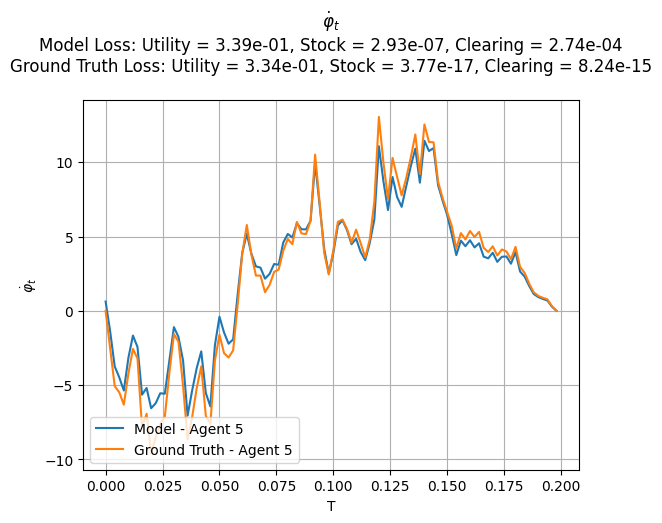 φ̇ₜ
Model Loss: Utility = 3.39e-01, Stock = 2.93e-07, Clearing = 2.74e-04
Ground Truth Loss: Utility = 3.34e-01, Stock = 3.77e-17, Clearing = 8.24e-15
φ̇ₜ
10
5
0
−5
−10
Model - Agent 5
Ground Truth - Agent 5
0.000
0.025
0.050
0.075
0.100
0.125
0.150
0.175
0.200
T